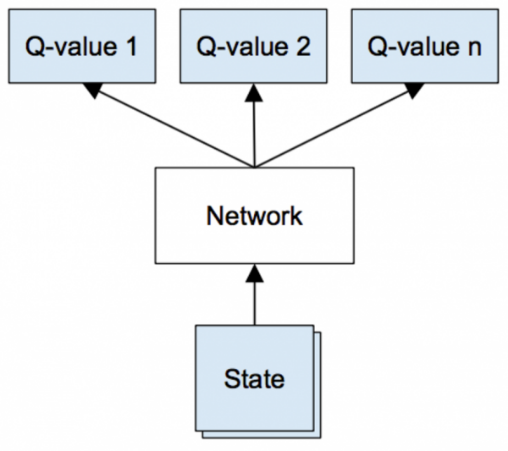 Q-value 1
Q-value 2
Q-value n
Network
State